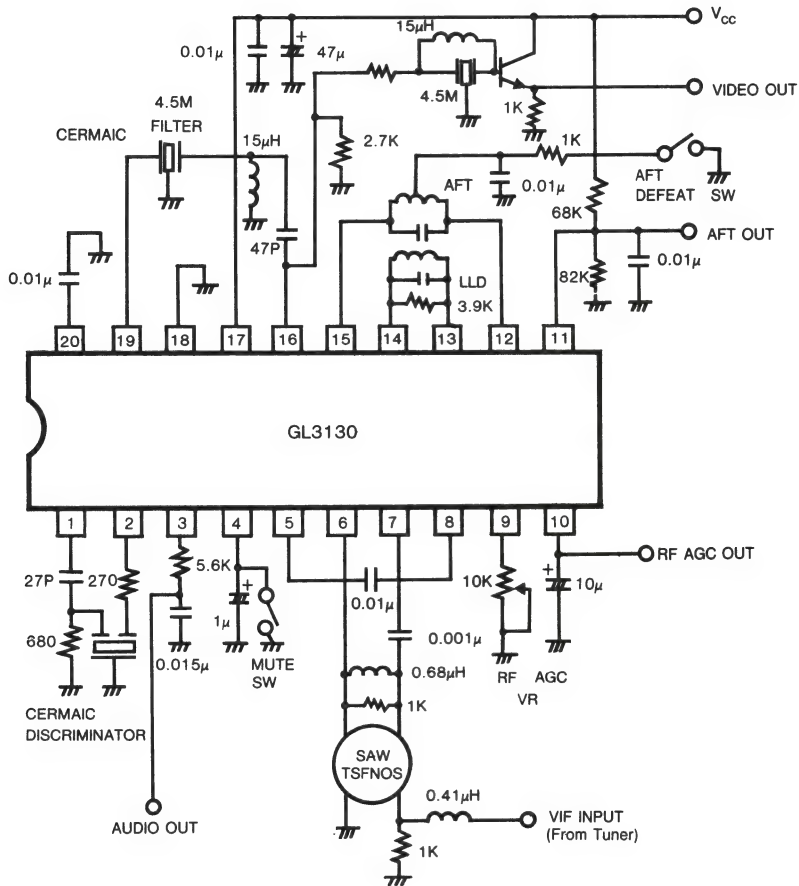 15μH
V_CC
0.01μ
47μ
+
4.5M
VIDEO OUT
4.5M
FILTER
CERMAIC
1K
15μH
2.7K
1K
AFT
0.01μ
AFT
DEFEAT SW
68K
47P
AFT OUT
0.01μ
LLD
3.9K
82K
0.01μ
20
19
18
17
16
15
14
13
12
11
GL3130
1
2
3
4
5
6
7
8
9
10
27P
270
5.6K
+
1μ
0.01μ
10K
+
10μ
RF AGC OUT
680
0.015μ
MUTE
SW
0.001μ
RF AGC
VR
0.68μH
1K
CERMAIC
DISCRIMINATOR
SAW
TSFNOS
0.41μH
AUDIO OUT
VIF INPUT
(From Tuner)
1K